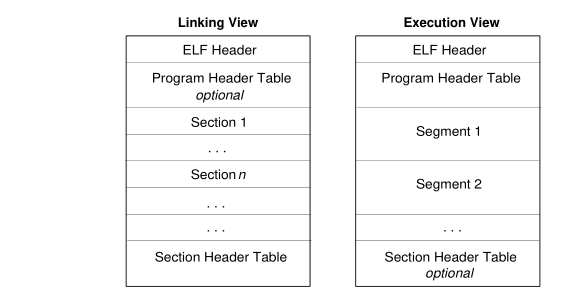 Linking View
ELF Header
Program Header Table
optional
Section 1
. . .
Section n
. . .
. . .
Section Header Table
Execution View
ELF Header
Program Header Table
Segment 1
Segment 2
. . .
Section Header Table
optional